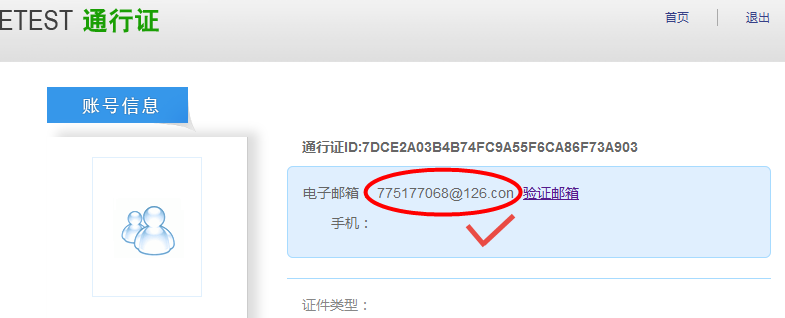 ETEST 通行证
首页
退出
账号信息
通行证ID:7DCE2A03B4B74FC9A55F6CA86F73A903
电子邮箱 775177068@126.con 验证邮箱
手机：
证件类型：